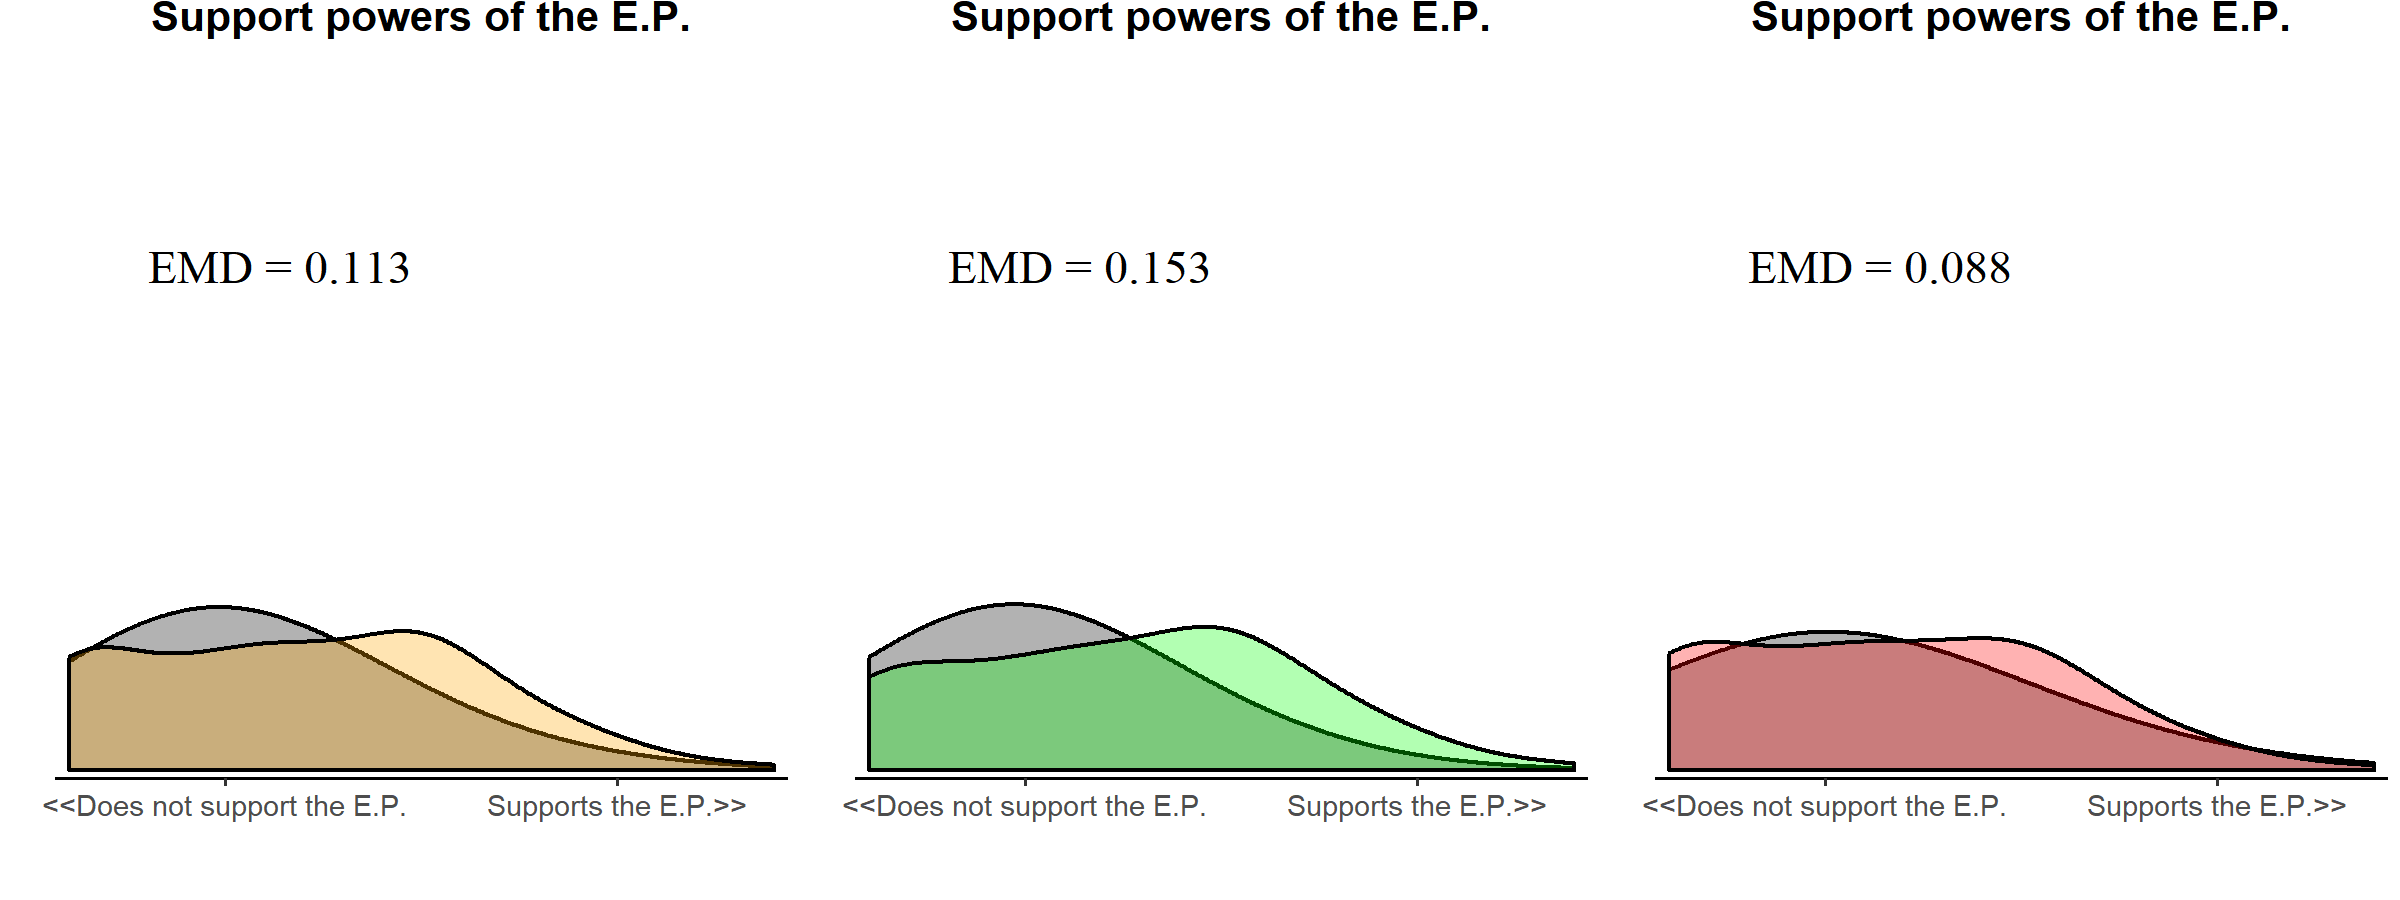 Support powers of the E.P.
EMD = 0.113
<<Does not support the E.P.
Supports the E.P.>>
Support powers of the E.P.
EMD = 0.153
<<Does not support the E.P.
Supports the E.P.>>
Support powers of the E.P.
EMD = 0.088
<<Does not support the E.P.
Supports the E.P.>>